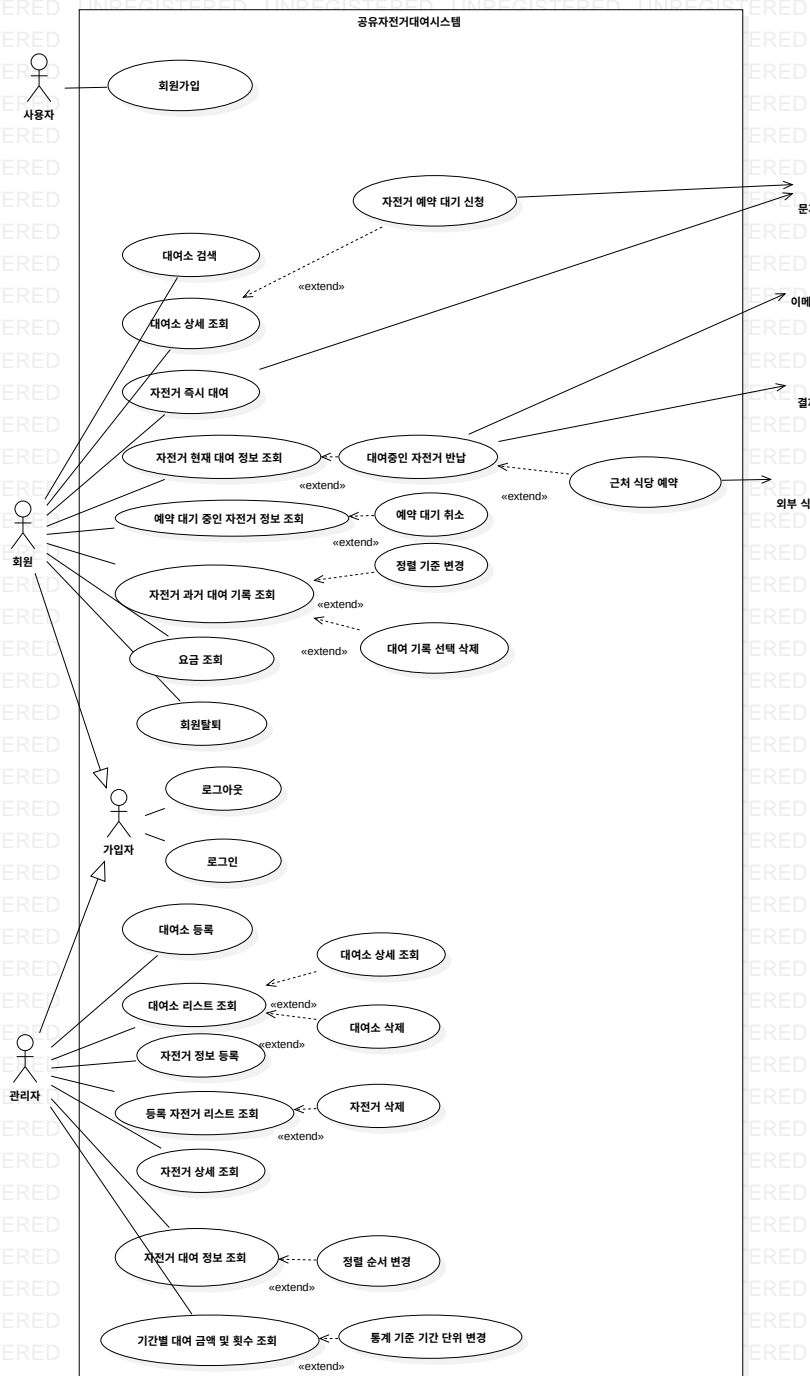 공유자전거대여시스템
사용자
회원가입
자전거 예약 대기 신청
대여소 검색
«extend»
대여소 상세 조회
자전거 즉시 대여
자전거 현재 대여 정보 조회
대여중인 자전거 반납
«extend»
근처 식당 예약
«extend»
외부 식
예약 대기 중인 자전거 정보 조회
예약 대기 취소
«extend»
회원
정렬 기준 변경
자전거 과거 대여 기록 조회
«extend»
대여 기록 선택 삭제
«extend»
요금 조회
회원탈퇴
로그아웃
가입자
로그인
대여소 등록
대여소 상세 조회
대여소 리스트 조회
«extend»
대여소 삭제
«extend»
자전거 정보 등록
관리자
자전거 삭제
등록 자전거 리스트 조회
«extend»
자전거 상세 조회
자전거 대여 정보 조회
정렬 순서 변경
«extend»
기간별 대여 금액 및 횟수 조회
통계 기준 기간 단위 변경
«extend»
UNREGISTERED